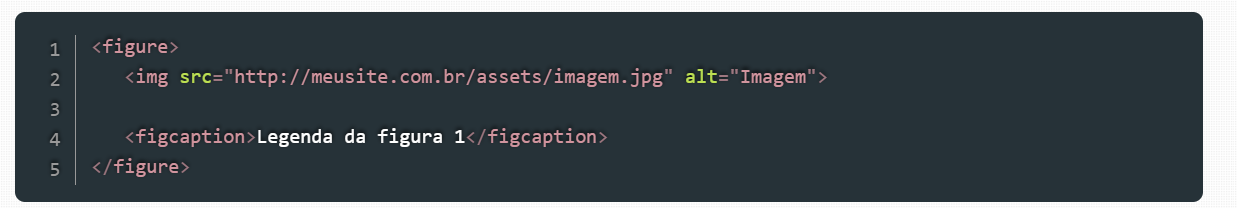 1 <figure>
2 <img src="http://meusite.com.br/assets/imagem.jpg" alt="Imagem">
3
4 <figcaption>Legenda da figura 1</figcaption>
5 </figure>